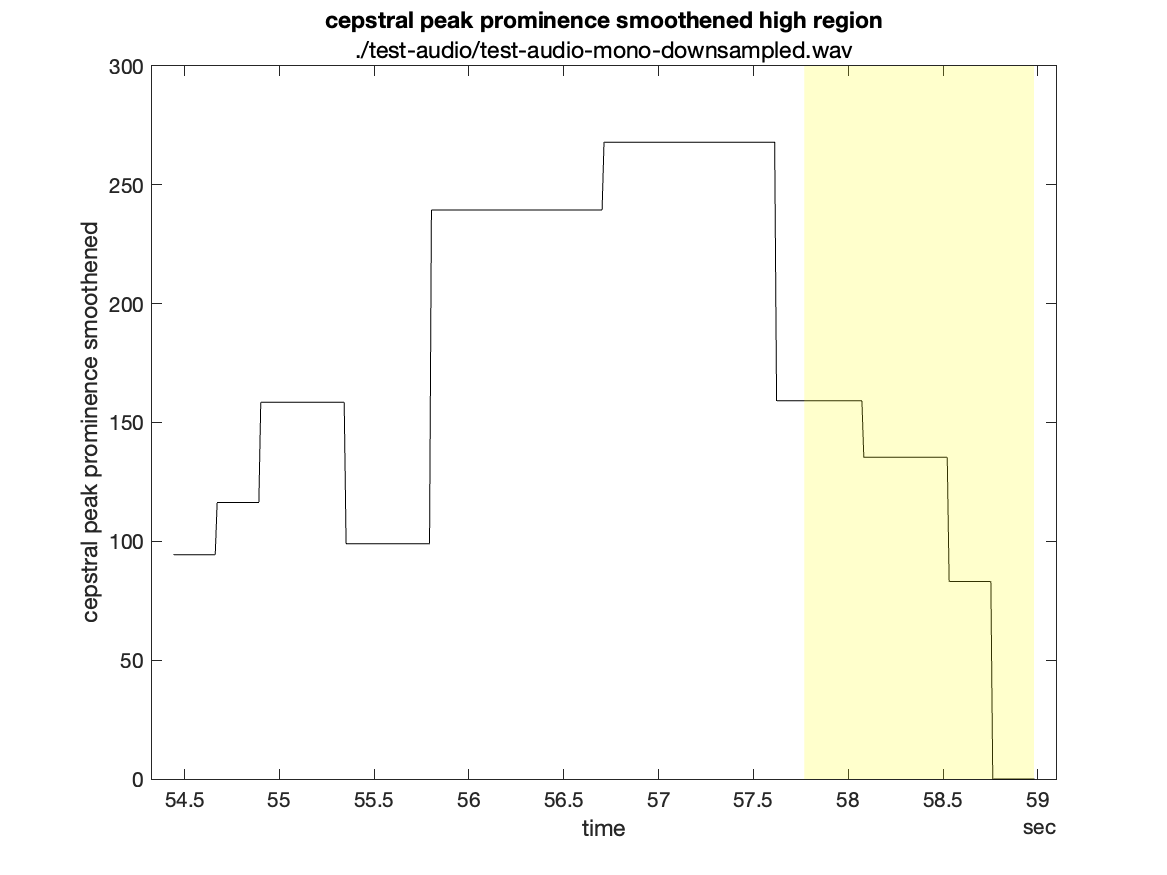 cepstral peak prominence smoothened high region
./test-audio/test-audio-mono-downsampled.wav
300
250
200
150
100
50
0
cepstral peak prominence smoothened
54.5 55 55.5 56 56.5 57 57.5 58 58.5 59
time
sec